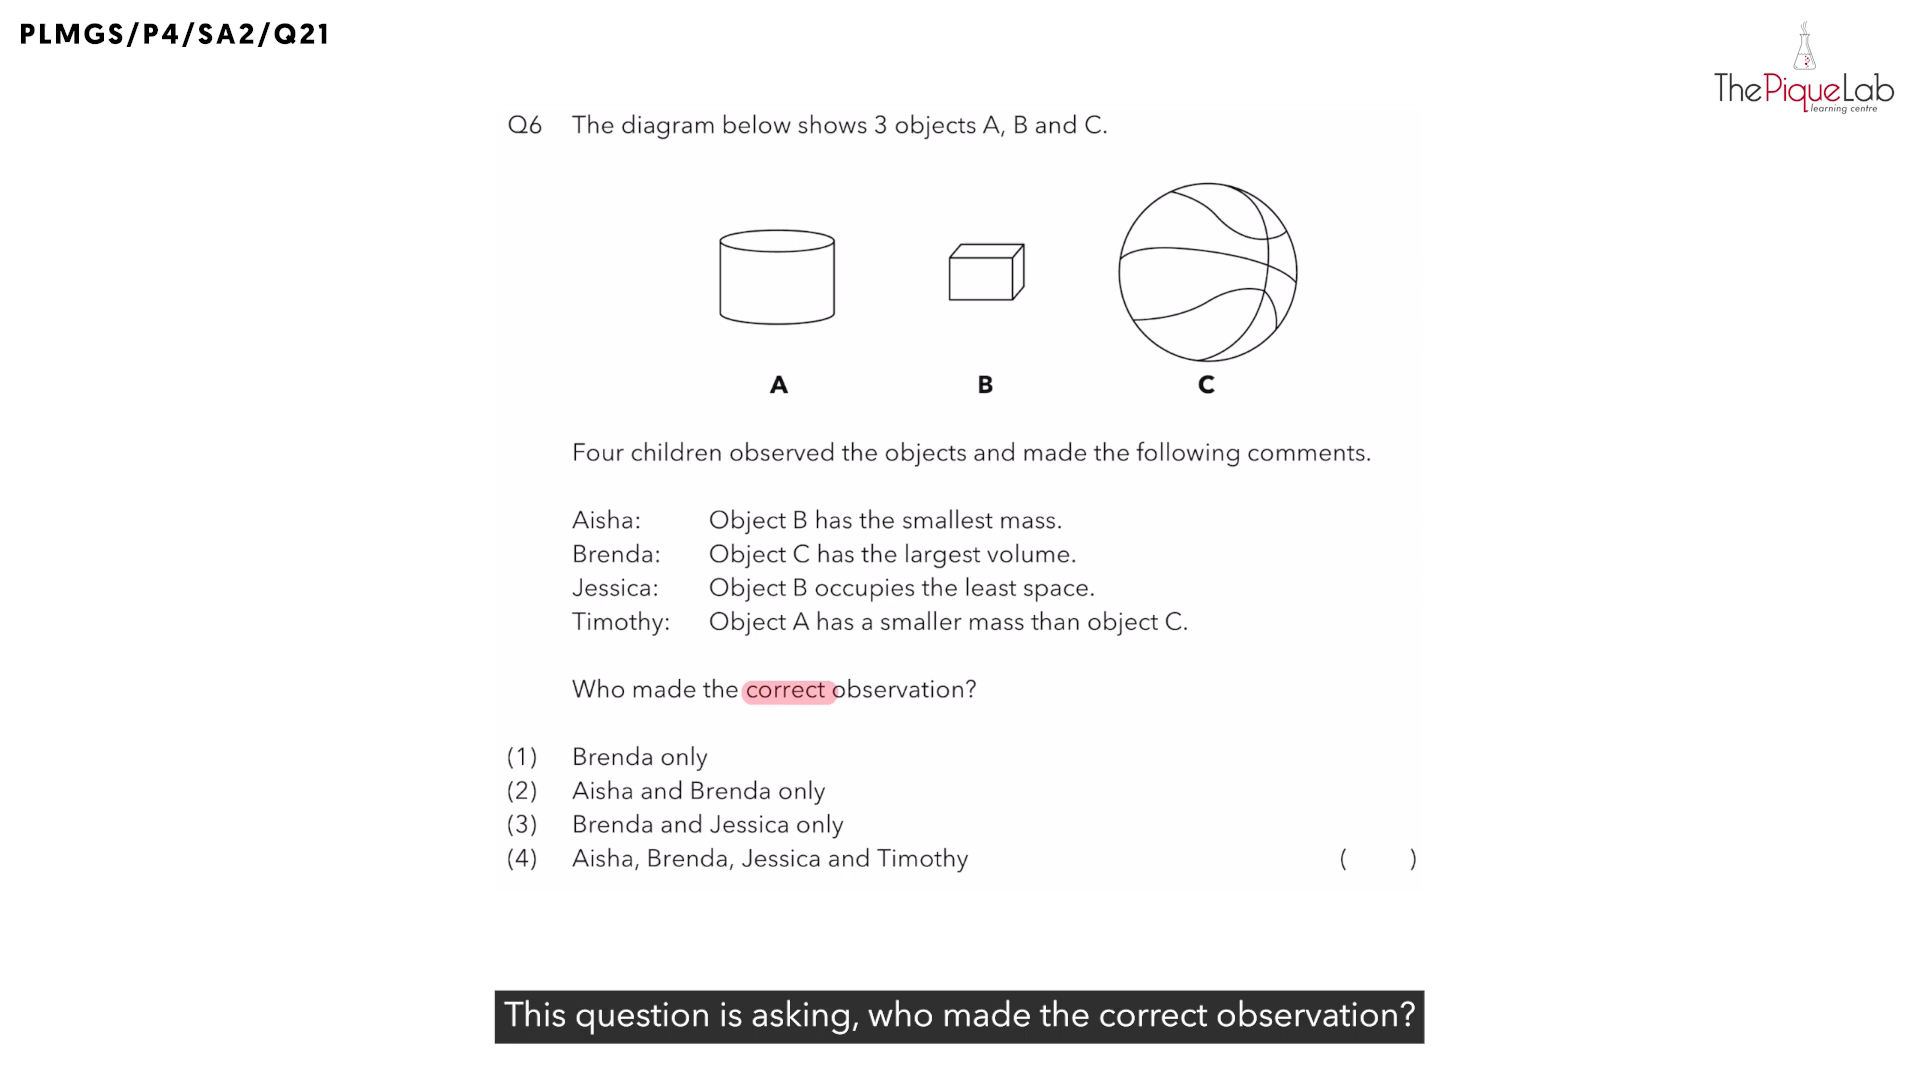 PLMGS/P4/SA2/Q21
ThePiqueLab
learning centre
Q6 The diagram below shows 3 objects A, B and C.
A B C
Four children observed the objects and made the following comments.
Aisha: Object B has the smallest mass.
Brenda: Object C has the largest volume.
Jessica: Object B occupies the least space.
Timothy: Object A has a smaller mass than object C.
Who made the correct observation?
(1) Brenda only
(2) Aisha and Brenda only
(3) Brenda and Jessica only
(4) Aisha, Brenda, Jessica and Timothy ( )
This question is asking, who made the correct observation?